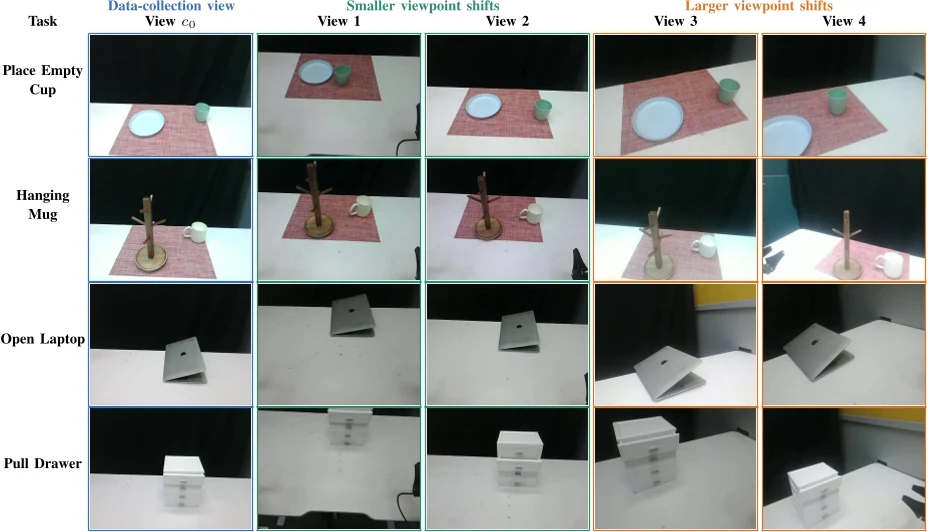 Data-collection view
Smaller viewpoint shifts
Larger viewpoint shifts
Task
View c0
View 1
View 2
View 3
View 4
Place Empty
Cup
Hanging
Mug
Open Laptop
Pull Drawer